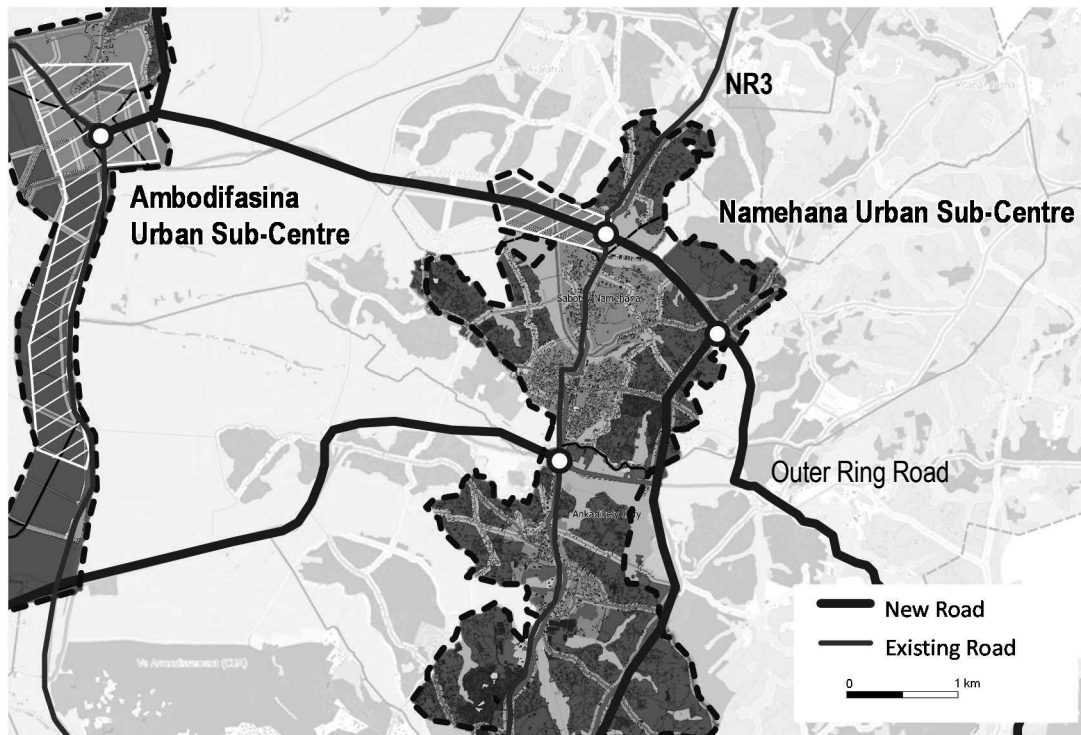 NR3
Ambodifasina
Urban Sub-Centre
Namehana Urban Sub-Centre
Namehana
Outer Ring Road
New Road
Existing Road
0 1 km